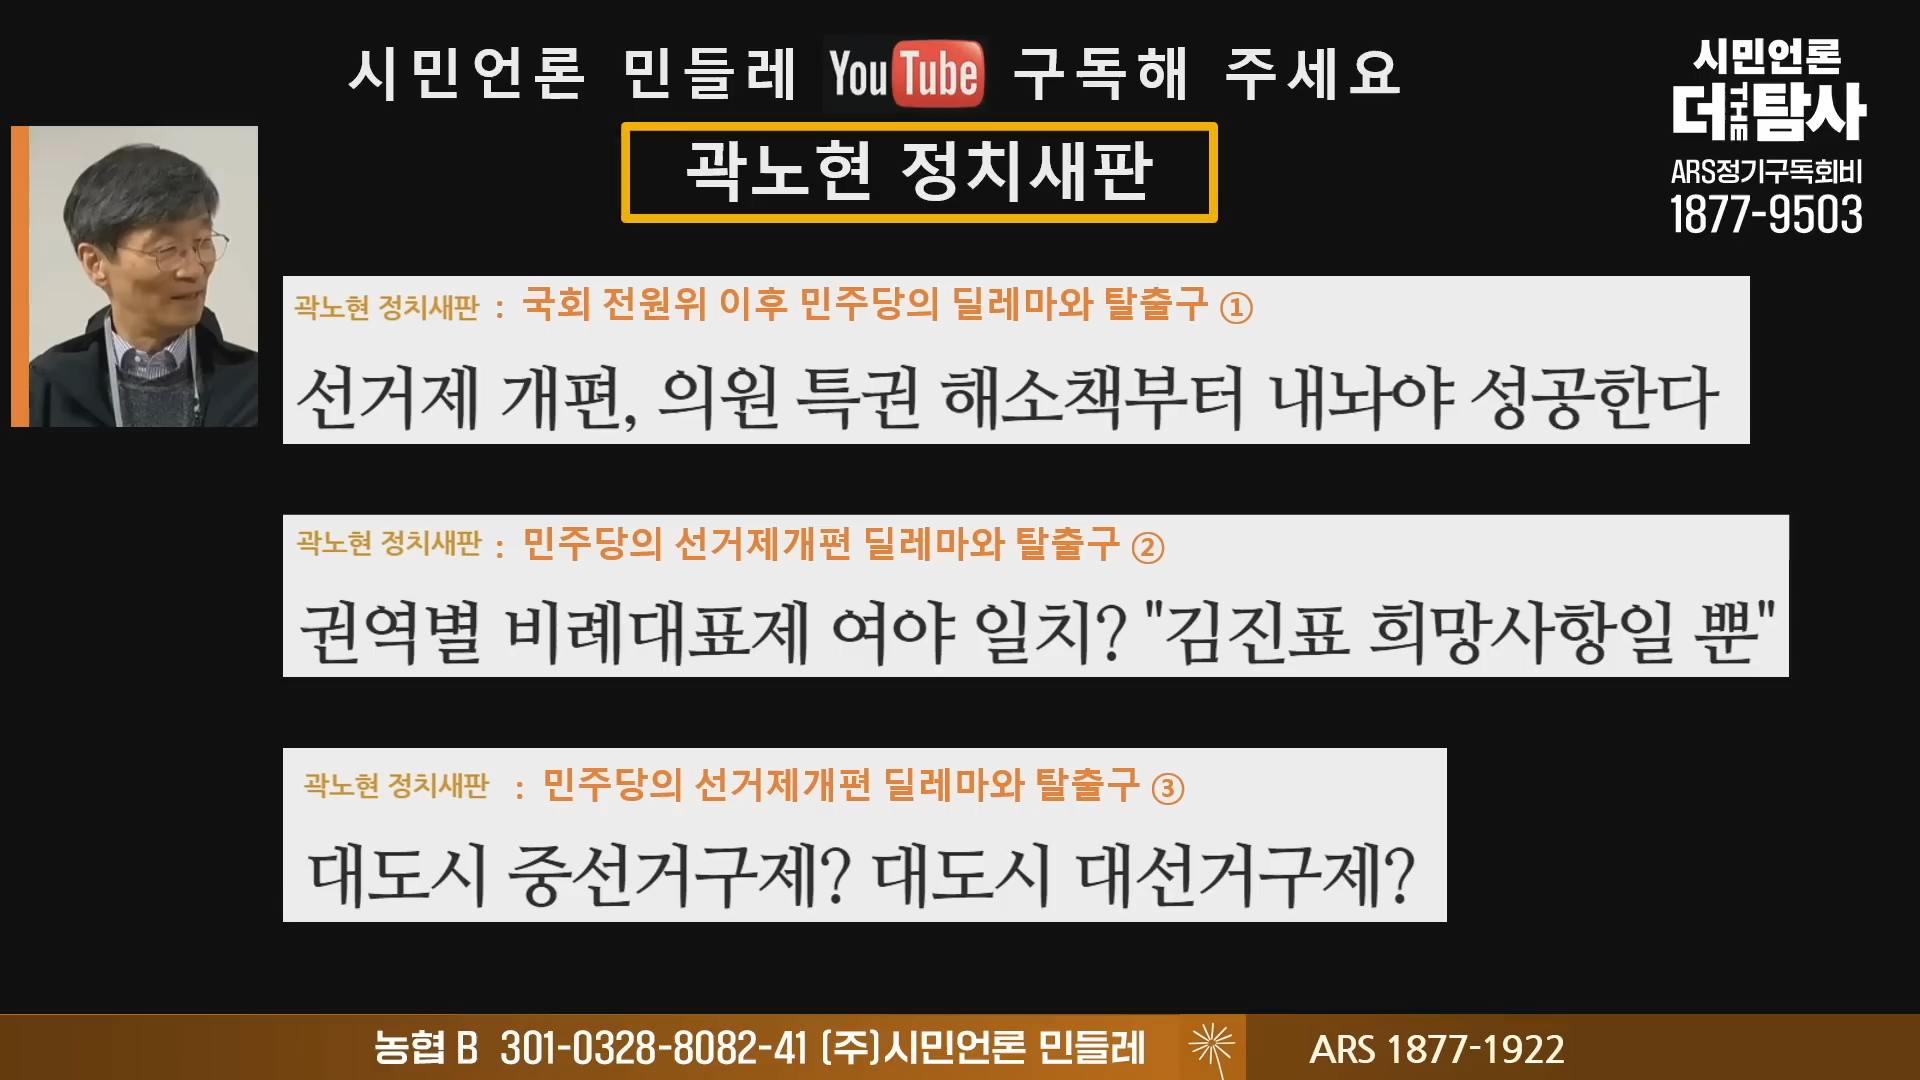 시민언론 민들레 YouTube 구독해 주세요
시민언론
더탐사
THE
ARS정기구독회비
1877-9503
곽노현 정치새판
곽노현 정치새판 : 국회 전원위 이후 민주당의 딜레마와 탈출구 ①
선거제 개편, 의원 특권 해소책부터 내놔야 성공한다
곽노현 정치새판 : 민주당의 선거제개편 딜레마와 탈출구 ②
권역별 비례대표제 여야 일치? "김진표 희망사항일 뿐"
곽노현 정치새판 : 민주당의 선거제개편 딜레마와 탈출구 ③
대도시 중선거구제? 대도시 대선거구제?
농협 B 301-0328-8082-41 (주)시민언론 민들레 ARS 1877-1922